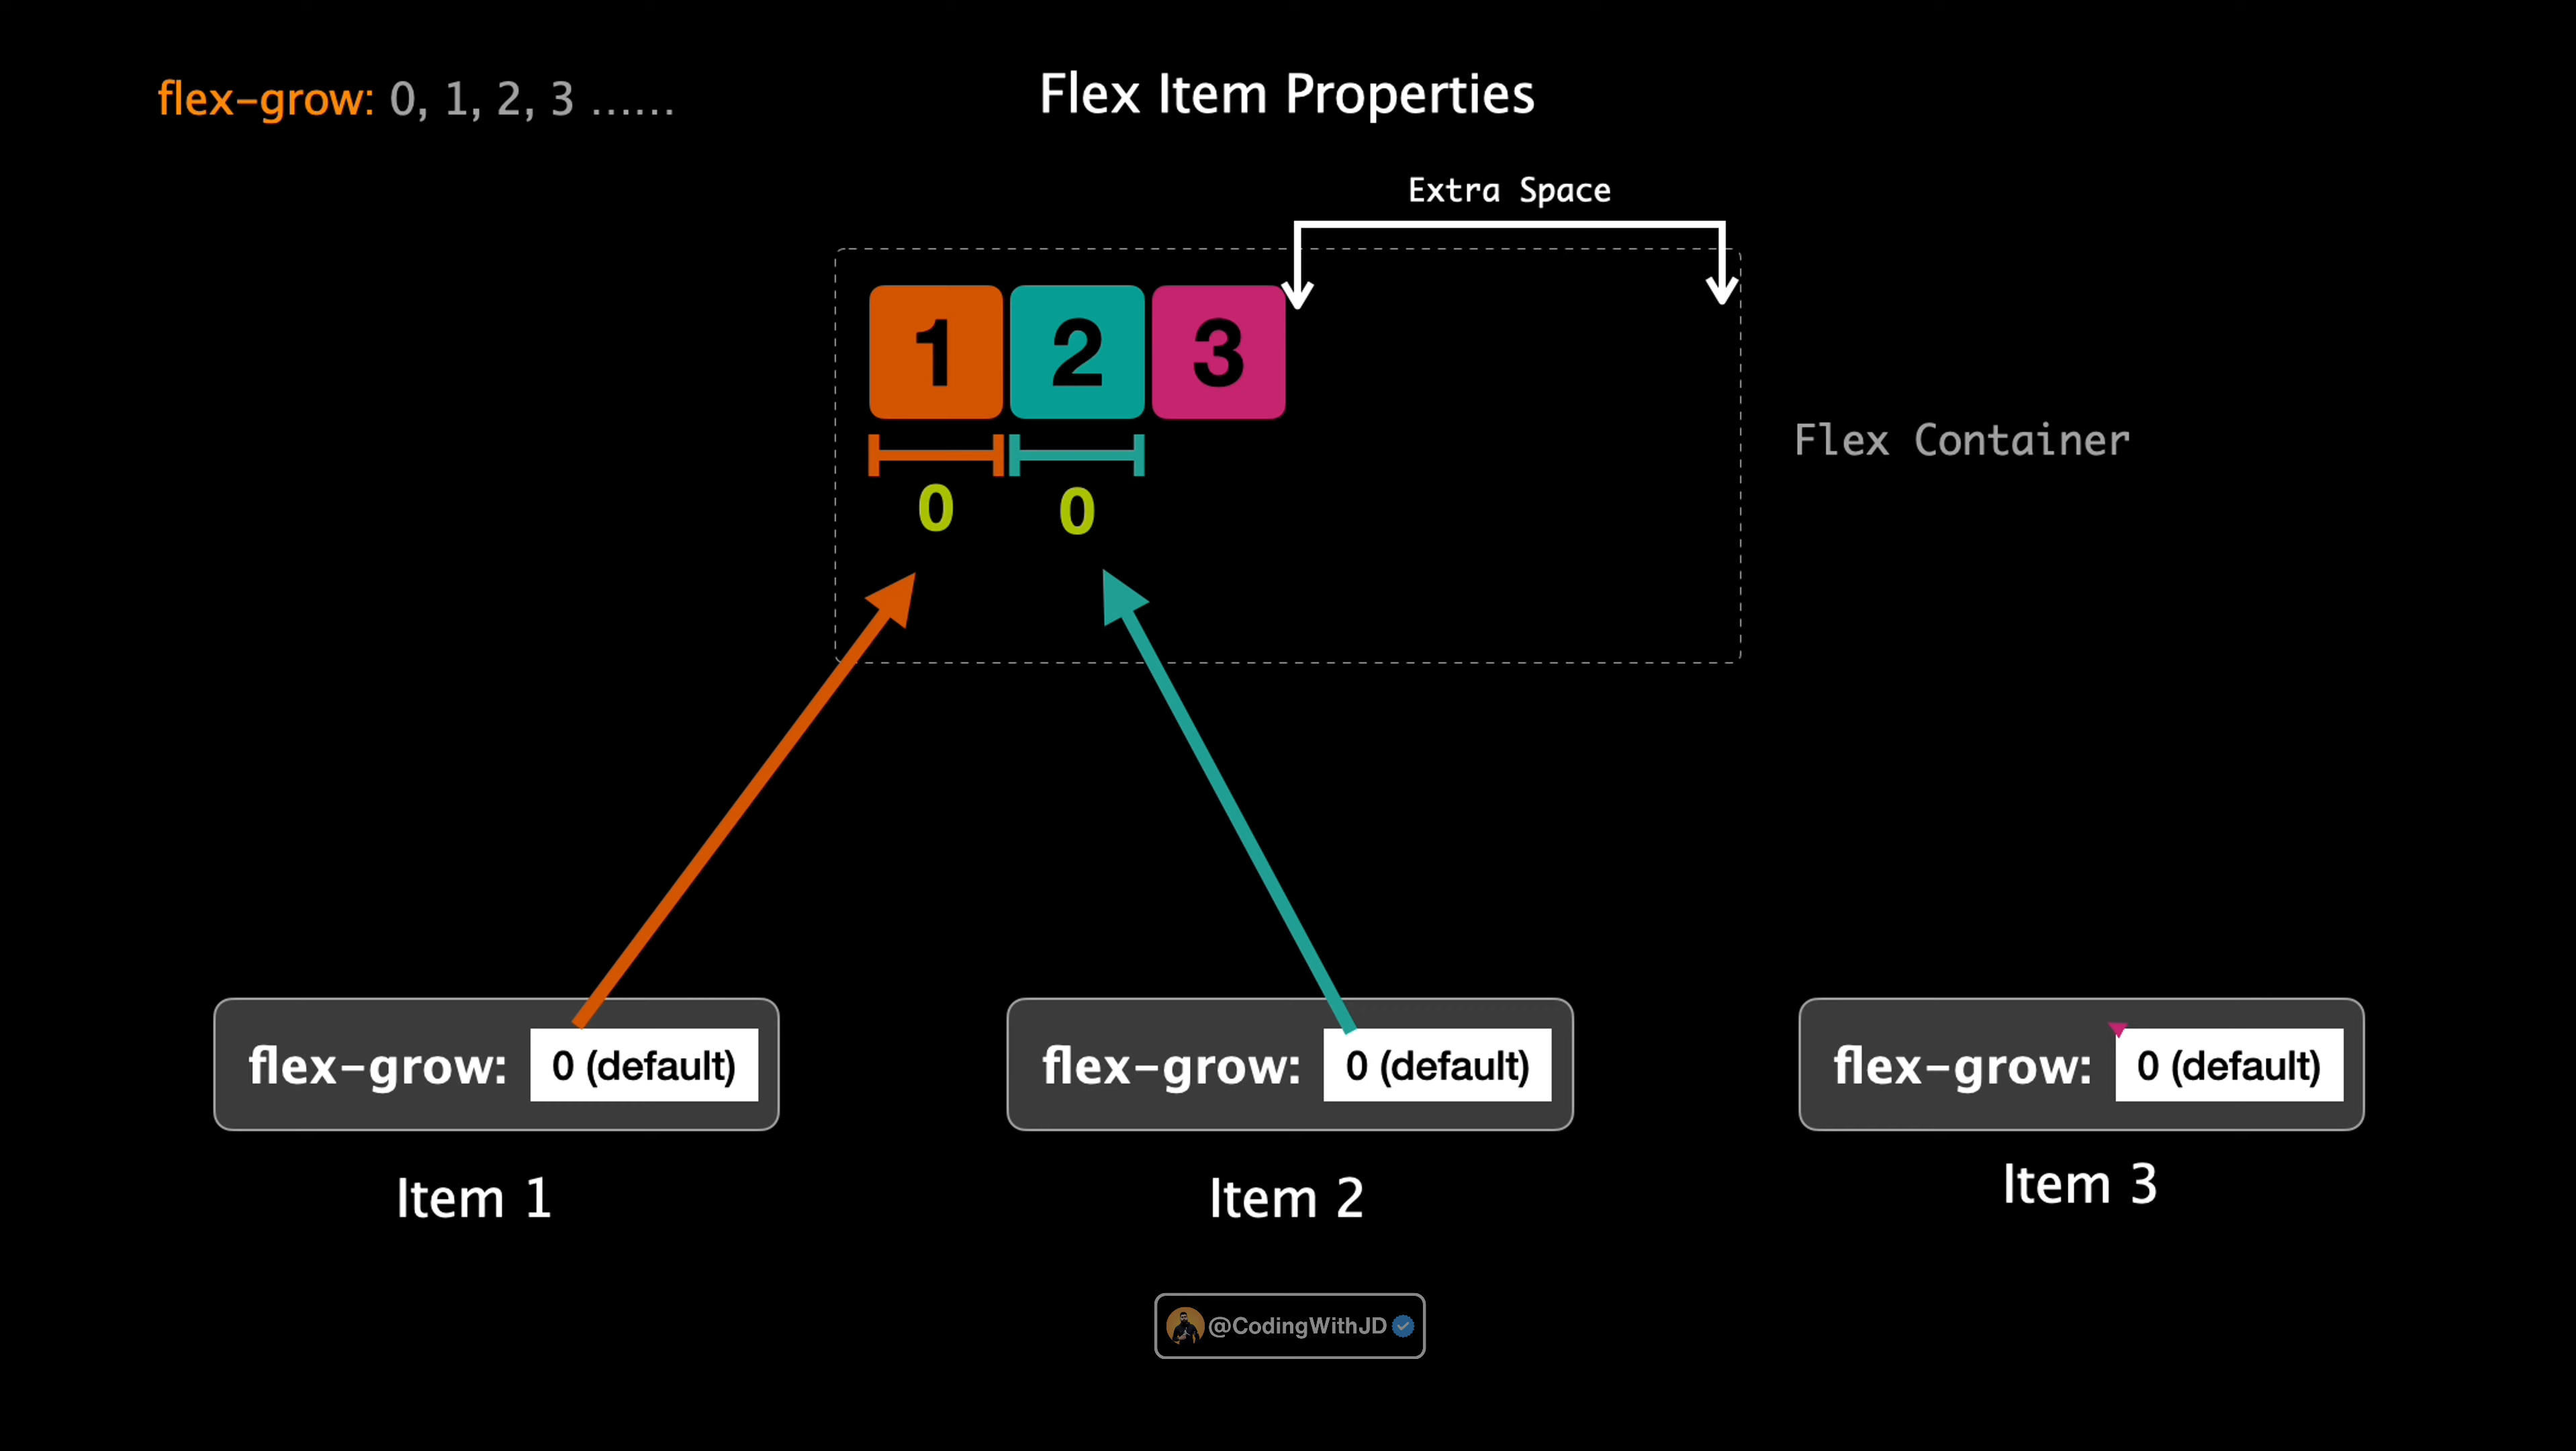 flex-grow: 0, 1, 2, 3 ......
Flex Item Properties
Extra Space
1 2 3
Flex Container
0 0
flex-grow: 0 (default)
flex-grow: 0 (default)
flex-grow: 0 (default)
Item 1
Item 2
Item 3
@CodingWithJD